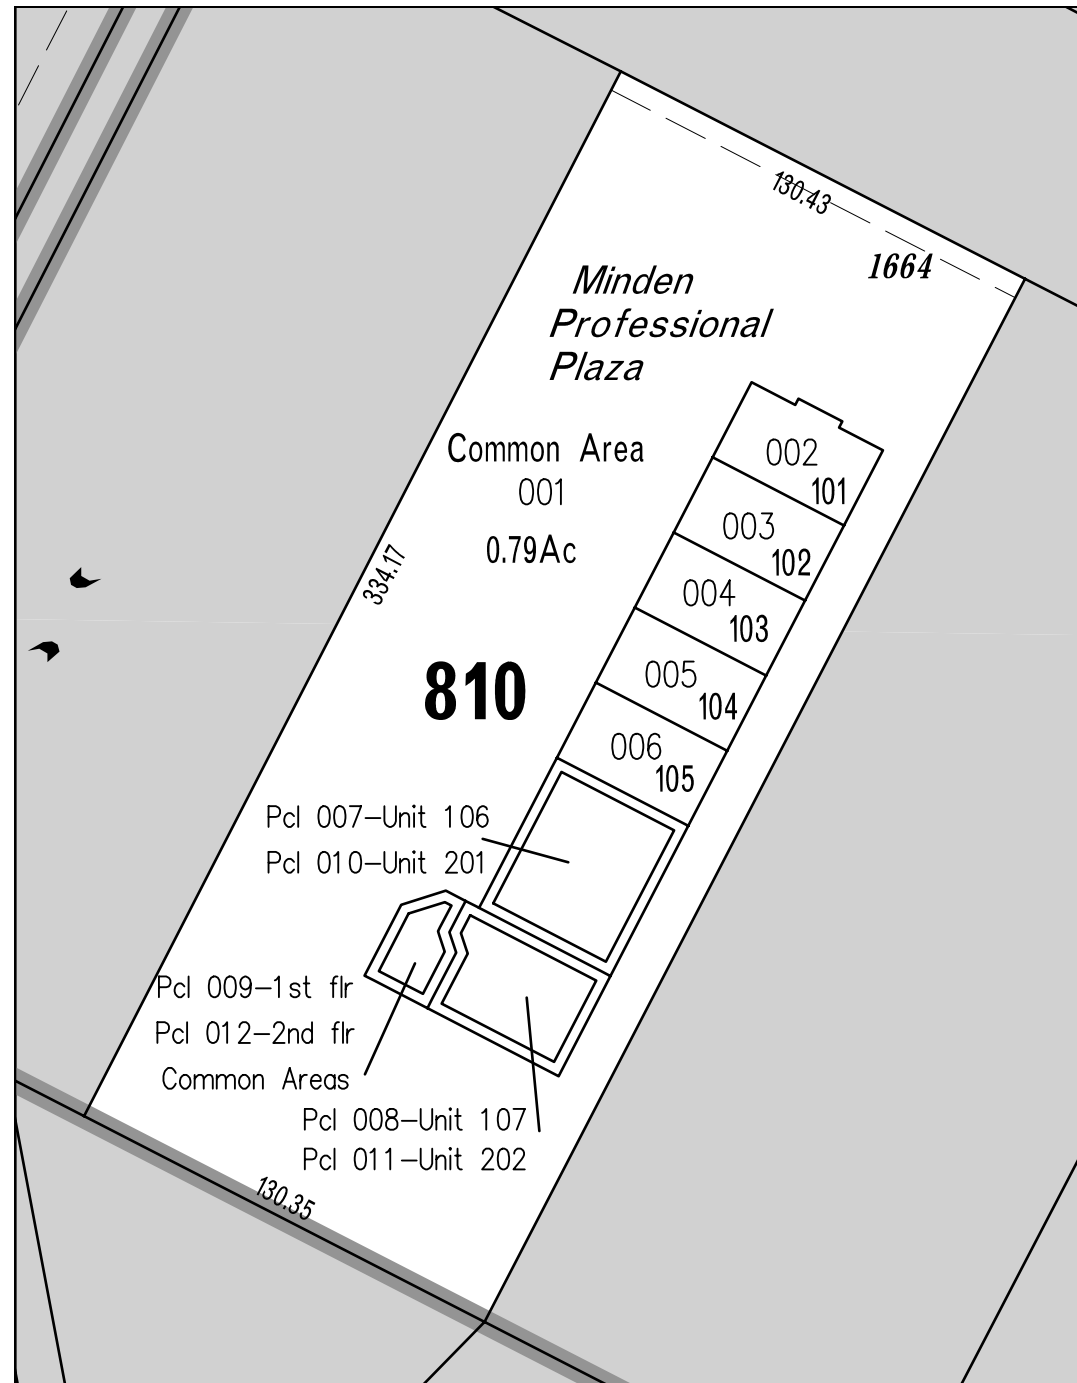 130.43
1664
Minden
Professional
Plaza
Common Area
001
0.79Ac
002
101
003
102
334.17
004
103
005
104
810
006
105
Pcl 007-Unit 106
Pcl 010-Unit 201
Pcl 009-1st flr
Pcl 012-2nd flr
Common Areas
Pcl 008-Unit 107
Pcl 011-Unit 202
130.35